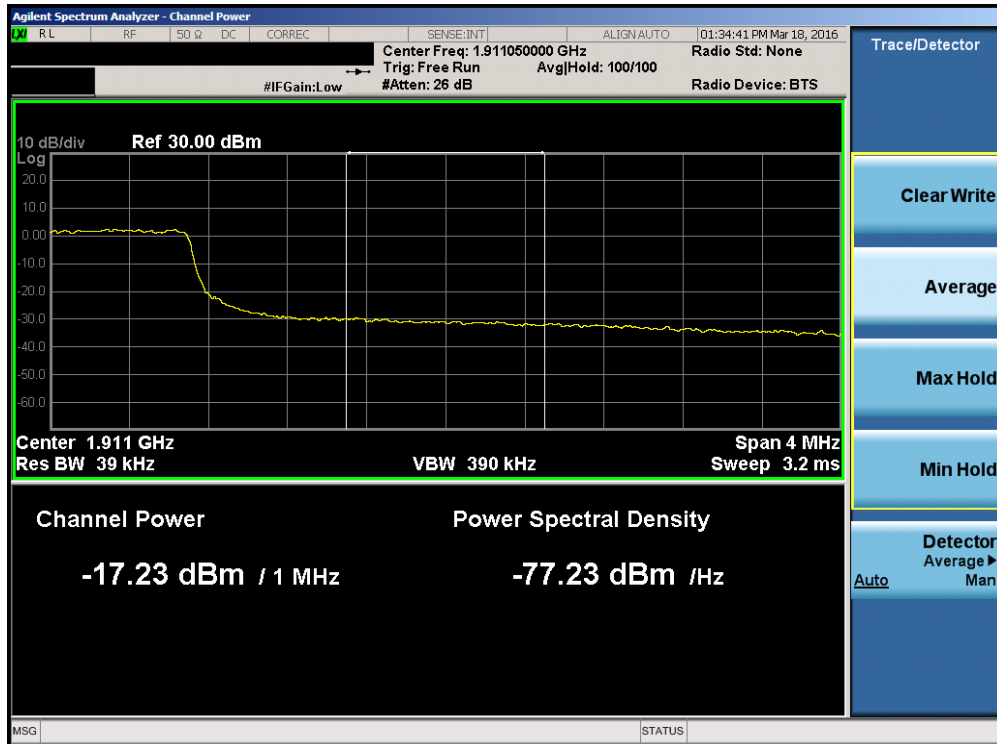 Agilent Spectrum Analyzer - Channel Power
LXI RL RF 50 Ω DC CORREC SENSE:INT ALIGN AUTO 01:34:41 PM Mar 18, 2016
Center Freq: 1.911050000 GHz Radio Std: None
Trig: Free Run Avg|Hold: 100/100
#IFGain:Low #Atten: 26 dB Radio Device: BTS
10 dB/div Ref 30.00 dBm
Log
20.0
10.0
0.00
-10.0
-20.0
-30.0
-40.0
-50.0
-60.0
Center 1.911 GHz Span 4 MHz
Res BW 39 kHz VBW 390 kHz Sweep 3.2 ms
Channel Power Power Spectral Density
-17.23 dBm / 1 MHz -77.23 dBm /Hz
Trace/Detector
Clear Write
Average
Max Hold
Min Hold
Detector
Average▶
Auto Man
MSG STATUS